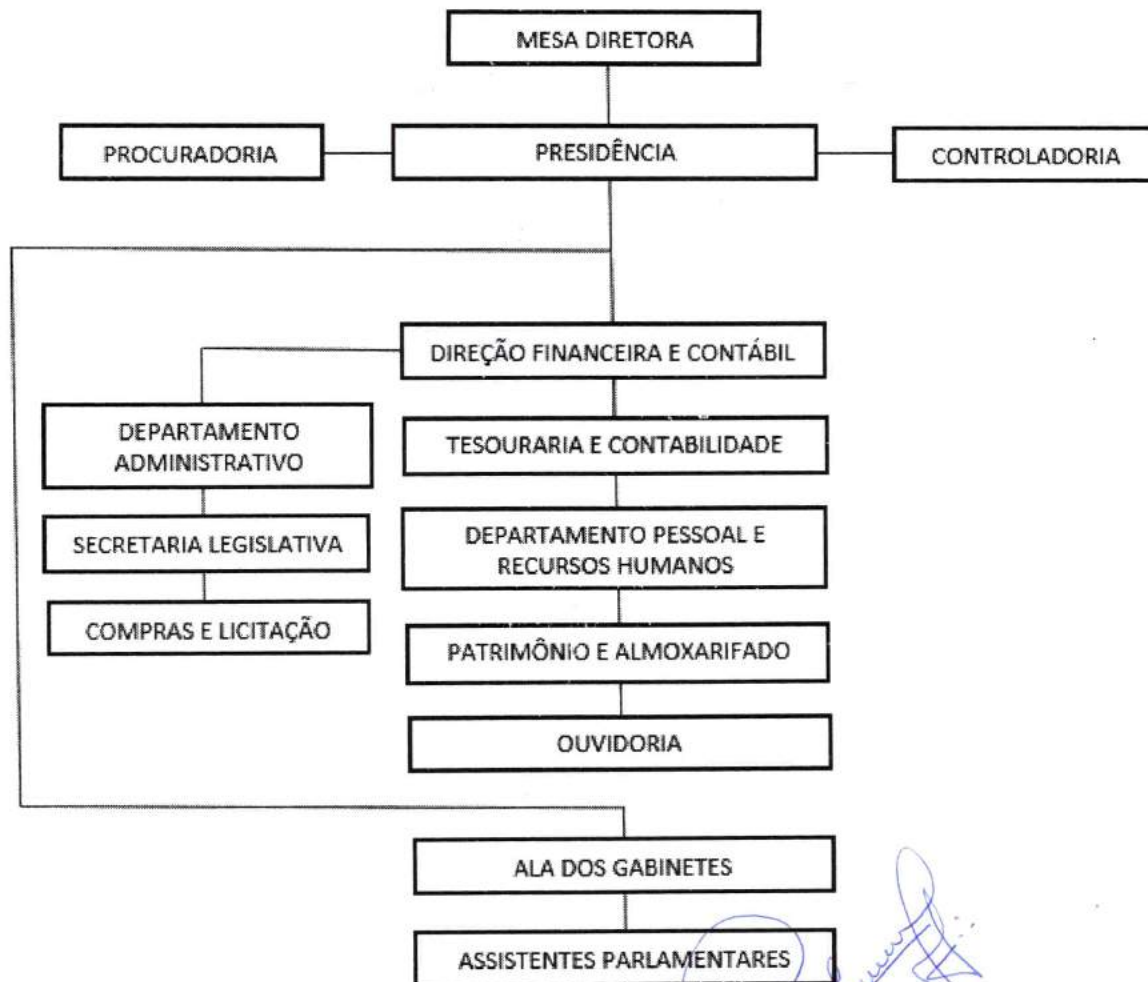 MESA DIRETORA
PROCURADORIA
PRESIDÊNCIA
CONTROLADORIA
DIREÇÃO FINANCEIRA E CONTÁBIL
DEPARTAMENTO
ADMINISTRATIVO
TESOURARIA E CONTABILIDADE
SECRETARIA LEGISLATIVA
DEPARTAMENTO PESSOAL E
RECURSOS HUMANOS
COMPRAS E LICITAÇÃO
PATRIMÔNIO E ALMOXARIFADO
OUVIDORIA
ALA DOS GABINETES
ASSISTENTES PARLAMENTARES